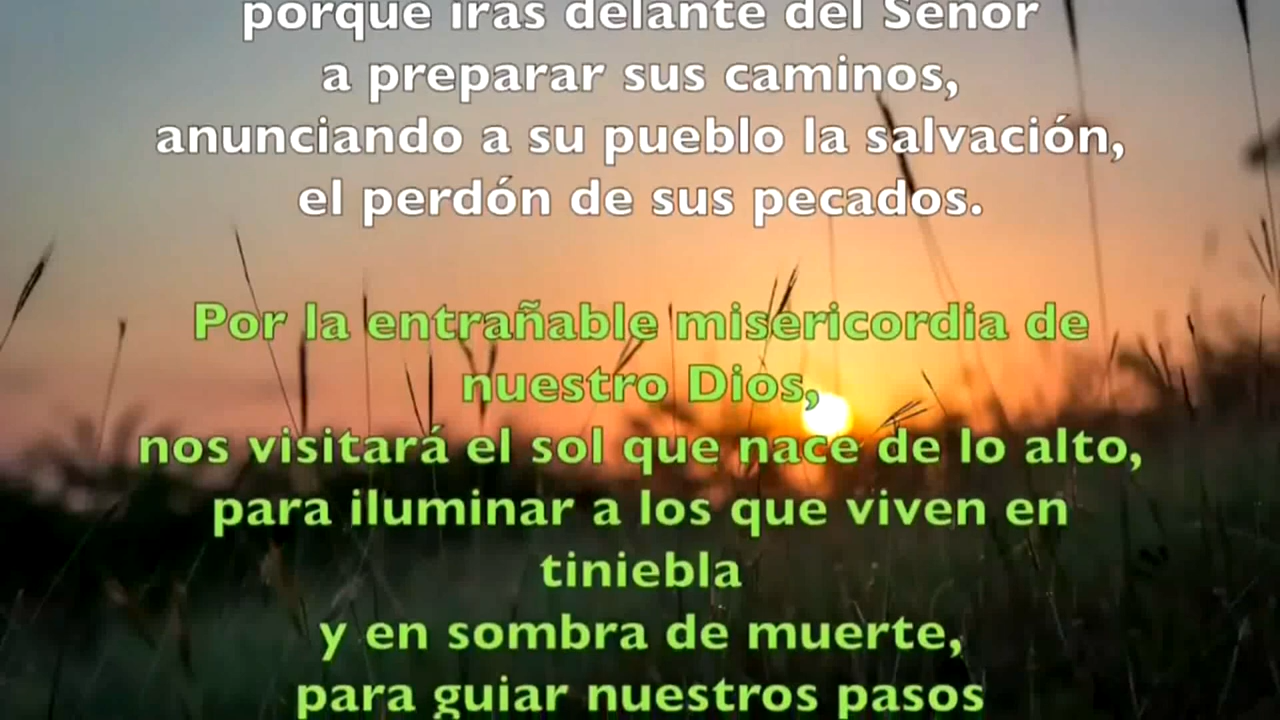 porque irás delante del Señor
a preparar sus caminos,
anunciando a su pueblo la salvación,
el perdón de sus pecados.
Por la entrañable misericordia de
nuestro Dios,
nos visitará el sol que nace de lo alto,
para iluminar a los que viven en
tiniebla
y en sombra de muerte,
para guiar nuestros pasos